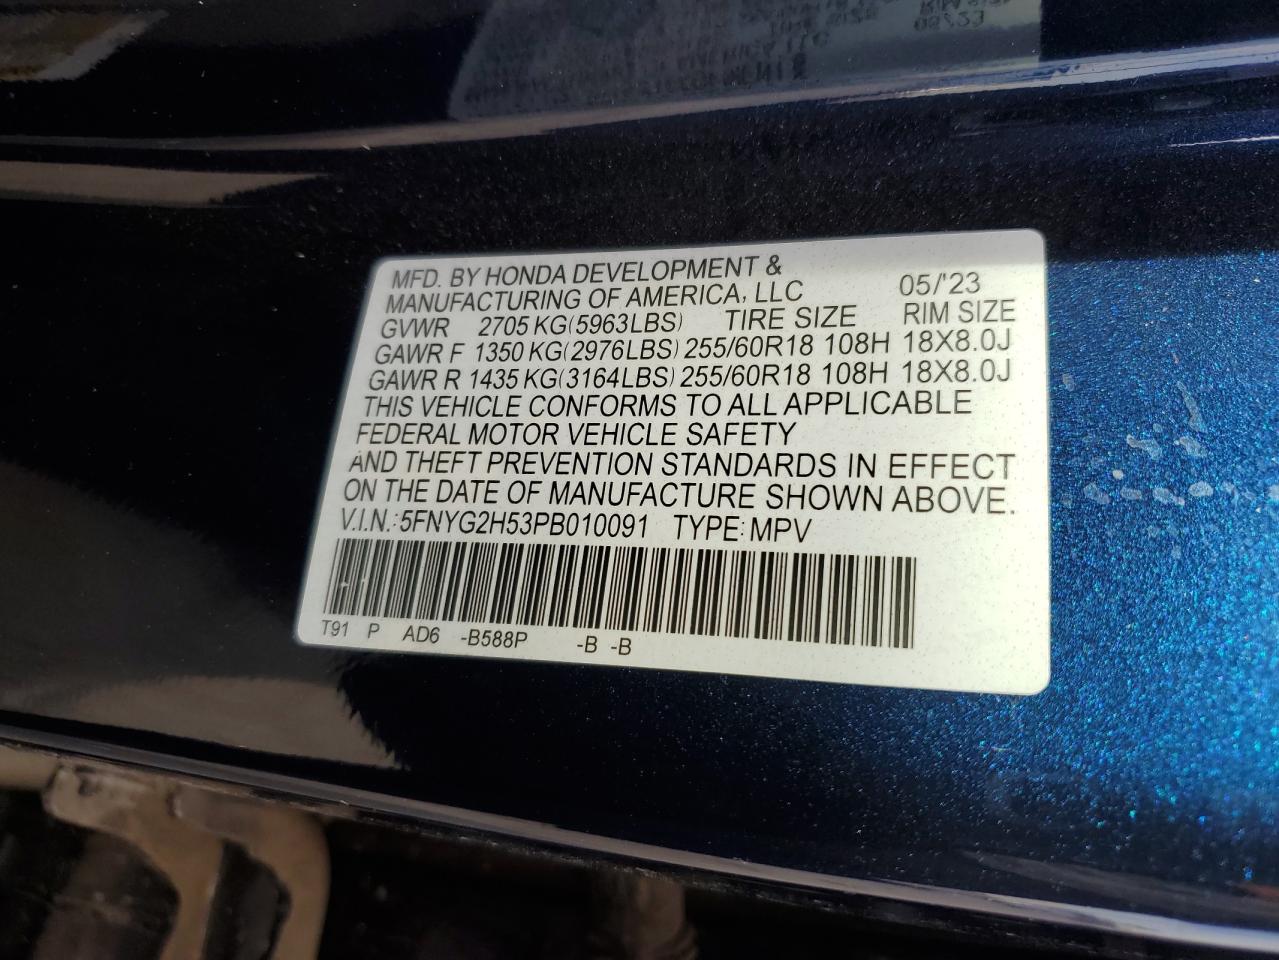 MFD. BY HONDA DEVELOPMENT &
MANUFACTURING OF AMERICA, LLC 05/'23
GVWR 2705 KG(5963LBS) TIRE SIZE RIM SIZE
GAWR F 1350 KG(2976LBS) 255/60R18 108H 18X8.0J
GAWR R 1435 KG(3164LBS) 255/60R18 108H 18X8.0J
THIS VEHICLE CONFORMS TO ALL APPLICABLE
FEDERAL MOTOR VEHICLE SAFETY
AND THEFT PREVENTION STANDARDS IN EFFECT
ON THE DATE OF MANUFACTURE SHOWN ABOVE.
V.I.N.:5FNYG2H53PB010091 TYPE:MPV
T91 P AD6 -B588P -B -B